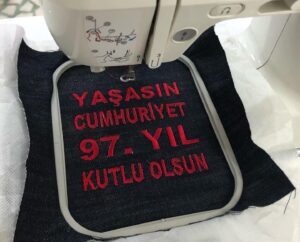 YAŞASIN
CUMHURİYET
97. YIL
KUTLU OLSUN